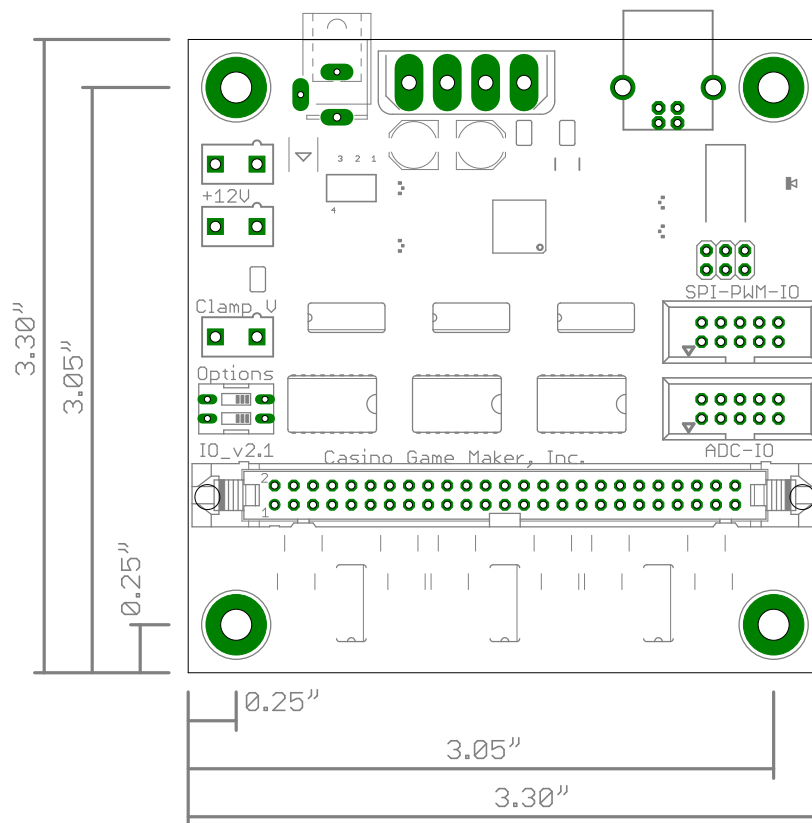 3 2 1
4
+12V
SPI-PWM-IO
Clamp V
3.30”
3.05”
Options
IO_v2.1
Casino Game Maker, Inc.
ADC-IO
2
1
0.25”
0.25”
3.05”
3.30”